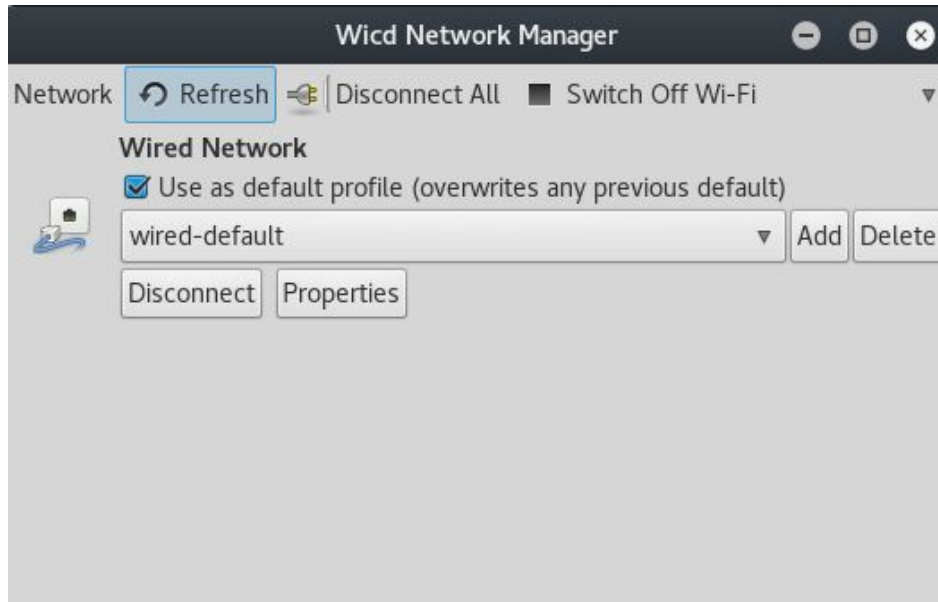 Wicd Network Manager
Network Refresh Disconnect All Switch Off Wi-Fi
Wired Network
Use as default profile (overwrites any previous default)
wired-default Add Delete
Disconnect Properties